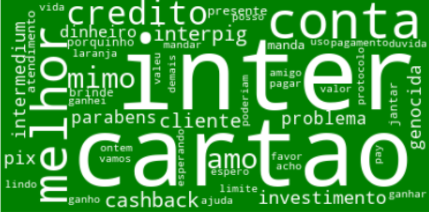 vida
credito
presente
posso
conta
dinheiro
interpig
porquinho
mandar
manda
uso
pagamento
duvida
laranja
intermedium
atendimento
melhor
mimo
inter
valeu
demais
amigo
pagar
valor
protocolo
jantar
genocida
brinde
ganhei
parabens
cliente
poderiam
problema
cartao
pix
ontem
vamos
esperando
amo
favor
acho
pay
espero
lindo
limite
investimento
ganho
cashback
ajuda
ganhar